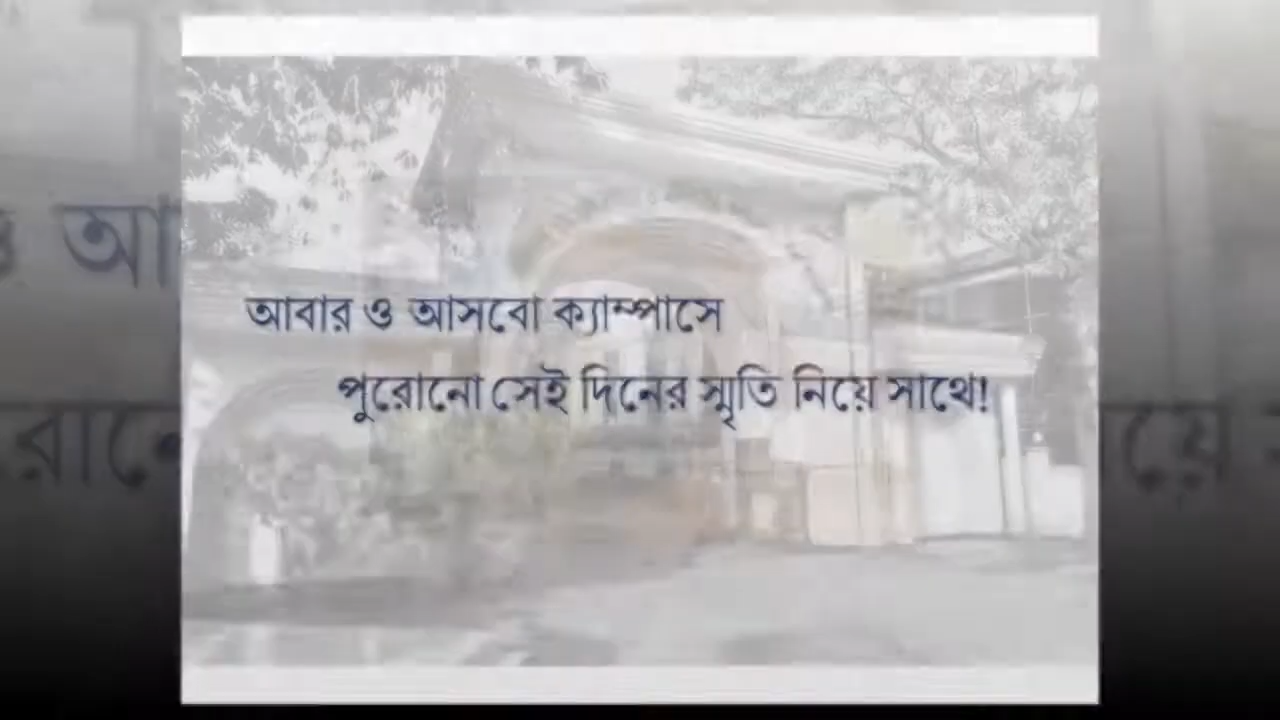 আবার ও আসবো ক্যাম্পাসে
পুরোনো সেই দিনের স্মৃতি নিয়ে সাথে!